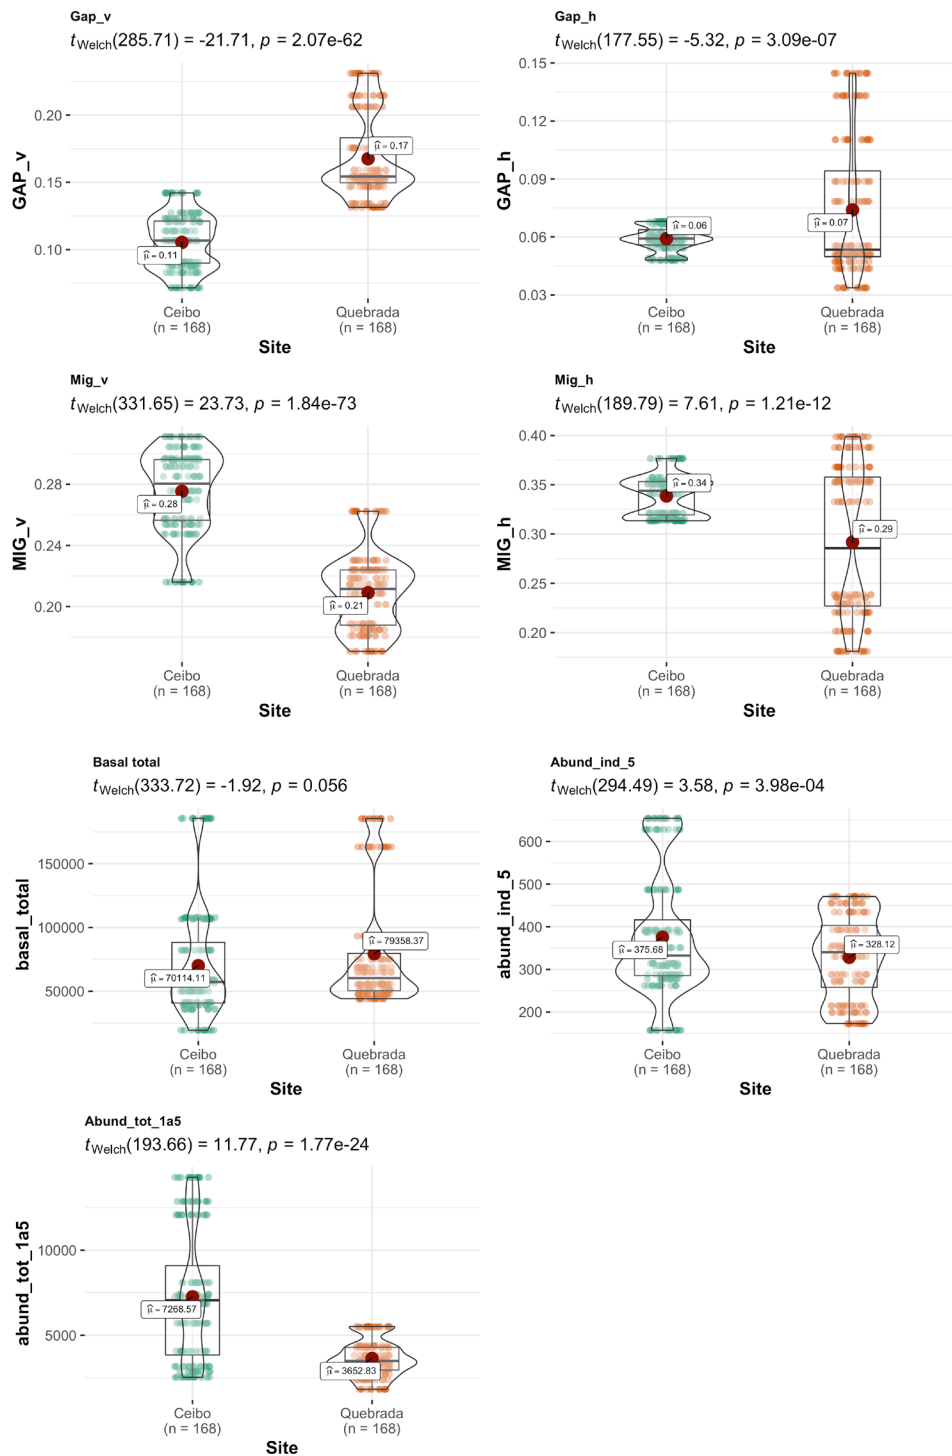 Gap_v
tWelch(285.71) = -21.71, p = 2.07e-62
GAP_v
0.20
0.15
0.10
μ̂ = 0.11
μ̂ = 0.17
Ceibo
(n = 168)
Quebrada
(n = 168)
Site
Gap_h
tWelch(177.55) = -5.32, p = 3.09e-07
GAP_h
0.15
0.12
0.09
0.06
0.03
μ̂ = 0.06
μ̂ = 0.07
Ceibo
(n = 168)
Quebrada
(n = 168)
Site
Mig_v
tWelch(331.65) = 23.73, p = 1.84e-73
MIG_v
0.28
0.24
0.20
μ̂ = 0.28
μ̂ = 0.21
Ceibo
(n = 168)
Quebrada
(n = 168)
Site
Mig_h
tWelch(189.79) = 7.61, p = 1.21e-12
MIG_h
0.40
0.35
0.30
0.25
0.20
μ̂ = 0.34
μ̂ = 0.29
Ceibo
(n = 168)
Quebrada
(n = 168)
Site
Basal total
tWelch(333.72) = -1.92, p = 0.056
basal_total
150000
100000
50000
μ̂ = 70114.11
μ̂ = 79358.37
Ceibo
(n = 168)
Quebrada
(n = 168)
Site
Abund_ind_5
tWelch(294.49) = 3.58, p = 3.98e-04
abund_ind_5
600
500
400
300
200
μ̂ = 375.68
μ̂ = 328.12
Ceibo
(n = 168)
Quebrada
(n = 168)
Site
Abund_tot_1a5
tWelch(193.66) = 11.77, p = 1.77e-24
abund_tot_1a5
10000
5000
μ̂ = 7268.57
μ̂ = 3652.83
Ceibo
(n = 168)
Quebrada
(n = 168)
Site